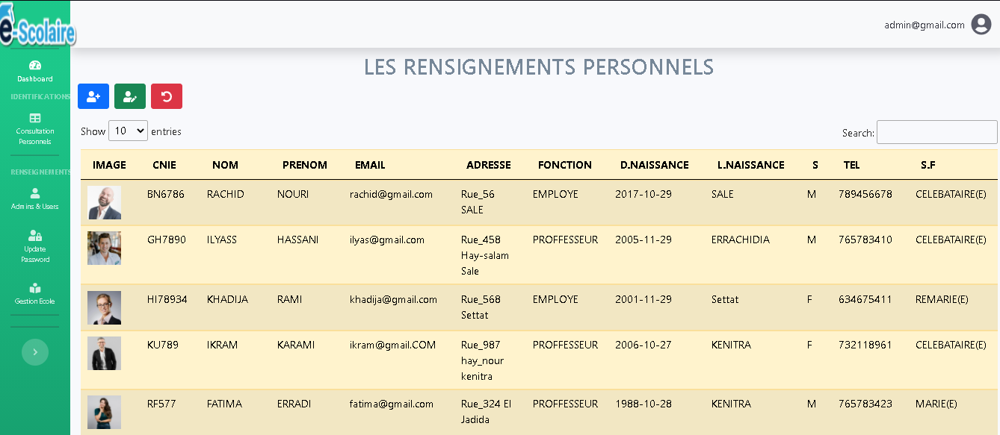 e-Scolaire
admin@gmail.com
Dashboard
IDENTIFICATIONS
Consultation
Personnels
RENSEIGNEMENTS
Admins & Users
Update
Password
Gestion Ecole
LES RENSIGNEMENTS PERSONNELS
Show 10 entries
Search:
IMAGE CNIE NOM PRENOM EMAIL ADRESSE FONCTION D.NAISSANCE L.NAISSANCE S TEL S.F
BN6786 RACHID NOURI rachid@gmail.com Rue_56 EMPLOYE 2017-10-29 SALE M 789456678 CELEBATAIRE(E)
SALE
GH7890 ILYASS HASSANI ilyas@gmail.com Rue_458 PROFFESSEUR 2005-11-29 ERRACHIDIA M 765783410 CELEBATAIRE(E)
Hay-salam
Sale
HI78934 KHADIJA RAMI khadija@gmail.com Rue_568 EMPLOYE 2001-11-29 Settat F 634675411 REMARIE(E)
Settat
KU789 IKRAM KARAMI ikram@gmail.COM Rue_987 PROFFESSEUR 2006-10-27 KENITRA F 732118961 CELEBATAIRE(E)
hay_nour
kenitra
RF577 FATIMA ERRADI fatima@gmail.com Rue_324 El PROFFESSEUR 1988-10-28 KENITRA M 765783423 MARIE(E)
Jadida